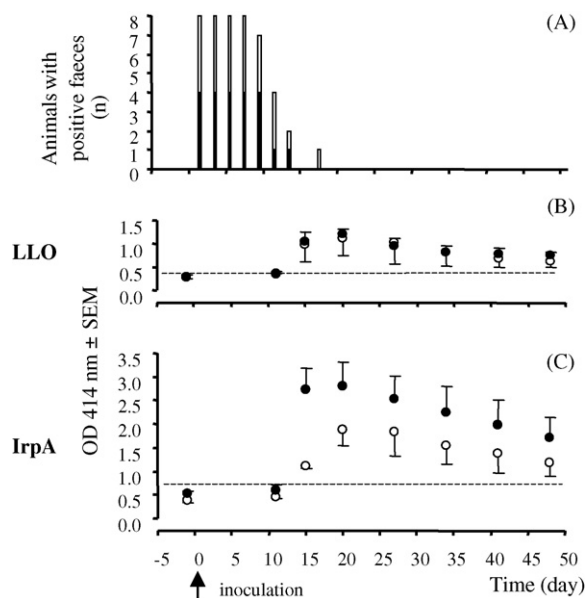 (A)
8
7
6
5
4
3
2
1
0
Animals with
positive faeces
(n)
(B)
LLO
1.5
1.0
0.5
0.0
OD 414 nm ± SEM
(C)
IrpA
3.5
3.0
2.5
2.0
1.5
1.0
0.5
0.0
-5 0 5 10 15 20 25 30 35 40 45 50
inoculation
Time (day)